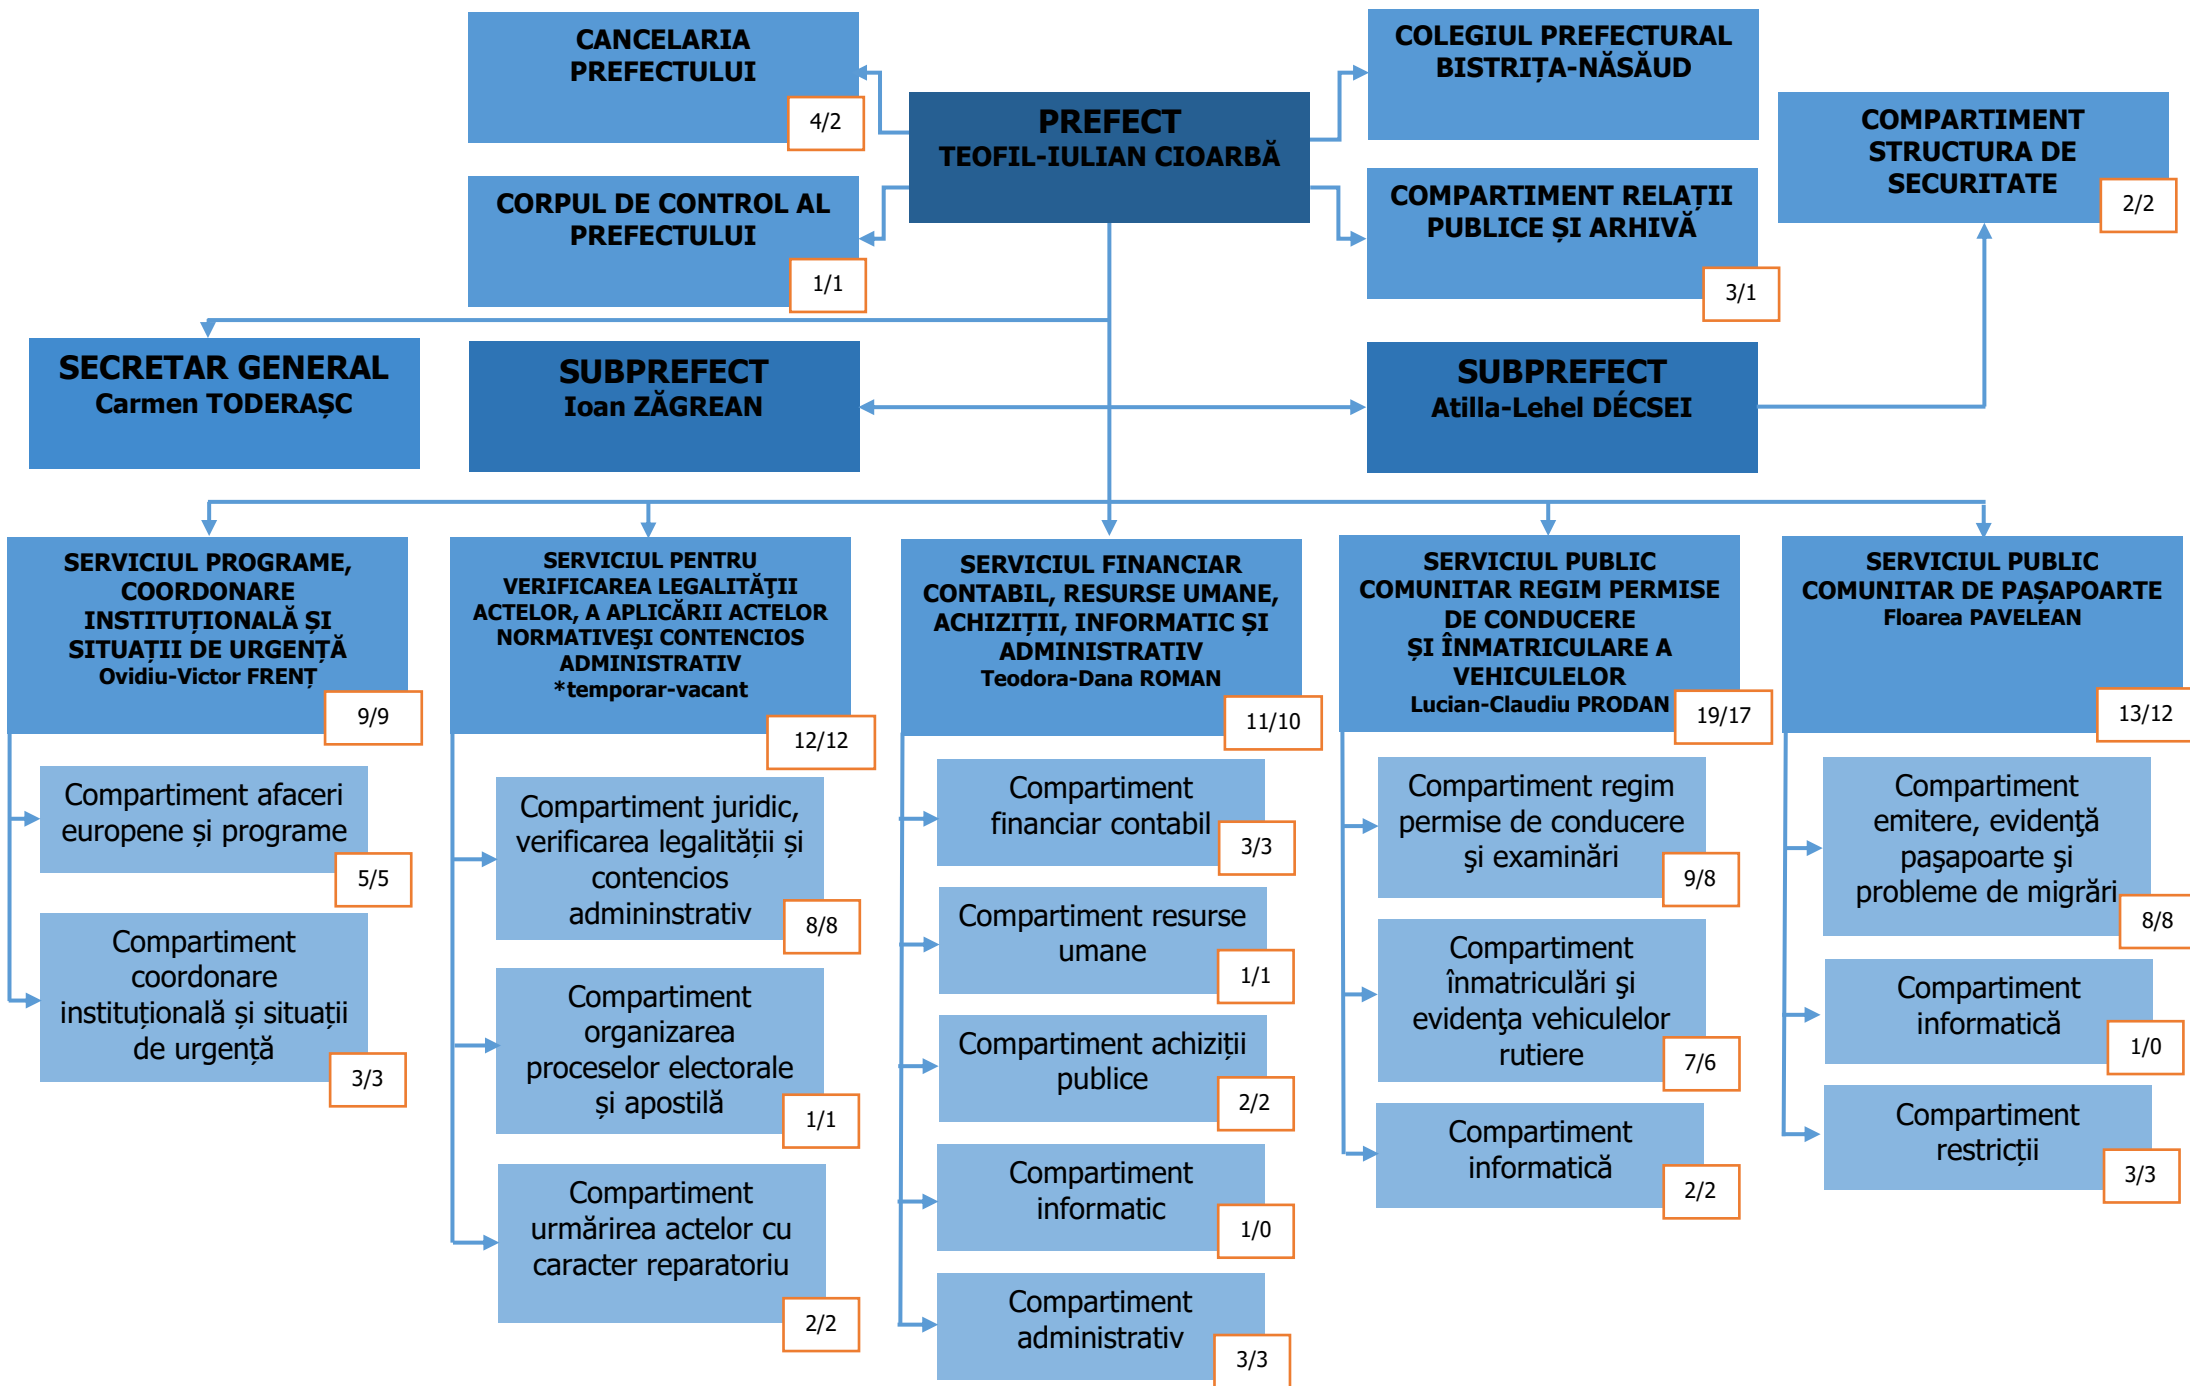 CANCELARIA
PREFECTULUI
4/2
COLEGIUL PREFECTURAL
BISTRIȚA-NĂSĂUD
PREFECT
TEOFIL-IULIAN CIOARBĂ
COMPARTIMENT
STRUCTURA DE
SECURITATE
2/2
CORPUL DE CONTROL AL
PREFECTULUI
1/1
COMPARTIMENT RELAȚII
PUBLICE ȘI ARHIVĂ
3/1
SECRETAR GENERAL
Carmen TODERAȘC
SUBPREFECT
Ioan ZĂGREAN
SUBPREFECT
Atilla-Lehel DÉCSEI
SERVICIUL PROGRAME,
COORDONARE
INSTITUȚIONALĂ ȘI
SITUAȚII DE URGENȚĂ
Ovidiu-Victor FRENȚ
9/9
Compartiment afaceri
europene și programe
5/5
Compartiment
coordonare
instituțională și situații
de urgență
3/3
SERVICIUL PENTRU
VERIFICAREA LEGALITĂŢII
ACTELOR, A APLICĂRII ACTELOR
NORMATIVEŞI CONTENCIOS
ADMINISTRATIV
*temporar-vacant
12/12
Compartiment juridic,
verificarea legalității și
contencios
admininstrativ
8/8
Compartiment
organizarea
proceselor electorale
și apostilă
1/1
Compartiment
urmărirea actelor cu
caracter reparatoriu
2/2
SERVICIUL FINANCIAR
CONTABIL, RESURSE UMANE,
ACHIZIȚII, INFORMATIC ȘI
ADMINISTRATIV
Teodora-Dana ROMAN
11/10
Compartiment
financiar contabil
3/3
Compartiment resurse
umane
1/1
Compartiment achiziții
publice
2/2
Compartiment
informatic
1/0
Compartiment
administrativ
3/3
SERVICIUL PUBLIC
COMUNITAR REGIM PERMISE
DE CONDUCERE
ȘI ÎNMATRICULARE A
VEHICULELOR
Lucian-Claudiu PRODAN
19/17
Compartiment regim
permise de conducere
şi examinări
9/8
Compartiment
înmatriculări şi
evidenţa vehiculelor
rutiere
7/6
Compartiment
informatică
2/2
SERVICIUL PUBLIC
COMUNITAR DE PAȘAPOARTE
Floarea PAVELEAN
13/12
Compartiment
emitere, evidenţă
paşapoarte şi
probleme de migrări
8/8
Compartiment
informatică
1/0
Compartiment
restricții
3/3